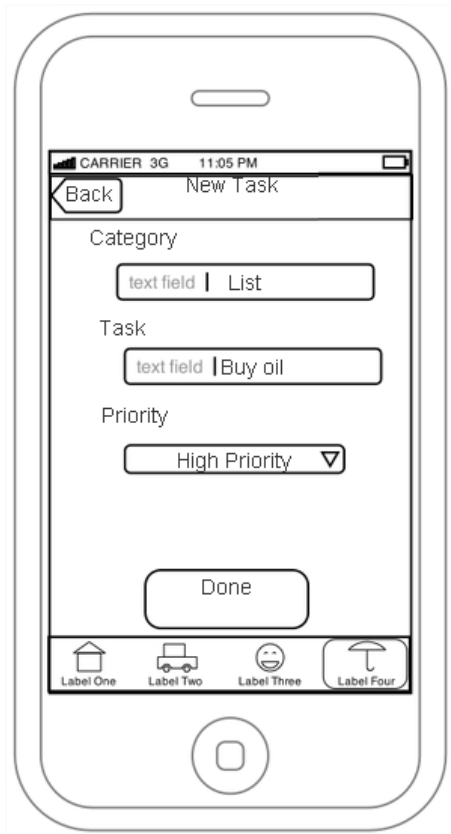 CARRIER 3G 11:05 PM
Back New Task
Category
text field List
Task
text field Buy oil
Priority
High Priority
Done
Label One Label Two Label Three Label Four